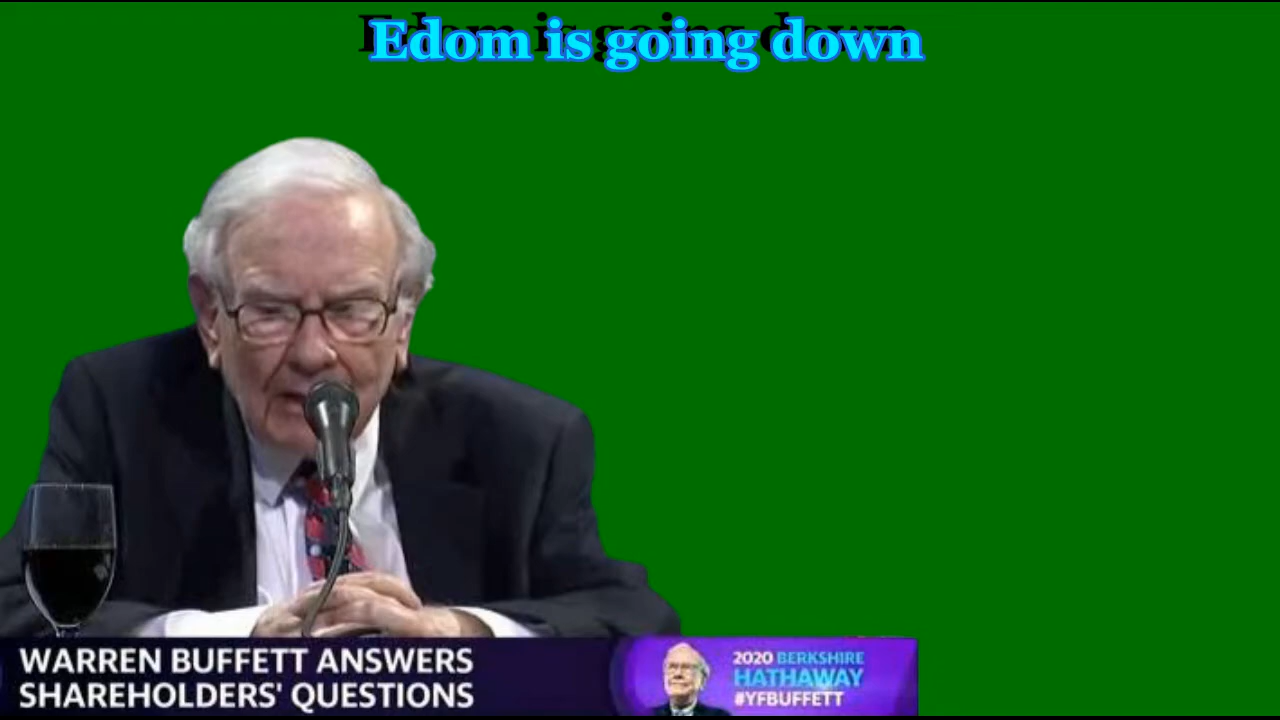 Edom is going down
WARREN BUFFETT ANSWERS
SHAREHOLDERS' QUESTIONS
2020 BERKSHIRE
HATHAWAY
#YFBUFFETT